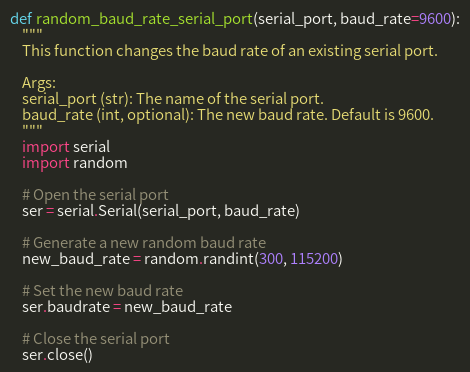 def random_baud_rate_serial_port(serial_port, baud_rate=9600):
"""
This function changes the baud rate of an existing serial port.
Args:
serial_port (str): The name of the serial port.
baud_rate (int, optional): The new baud rate. Default is 9600.
"""
import serial
import random
# Open the serial port
ser = serial.Serial(serial_port, baud_rate)
# Generate a new random baud rate
new_baud_rate = random.randint(300, 115200)
# Set the new baud rate
ser.baudrate = new_baud_rate
# Close the serial port
ser.close()